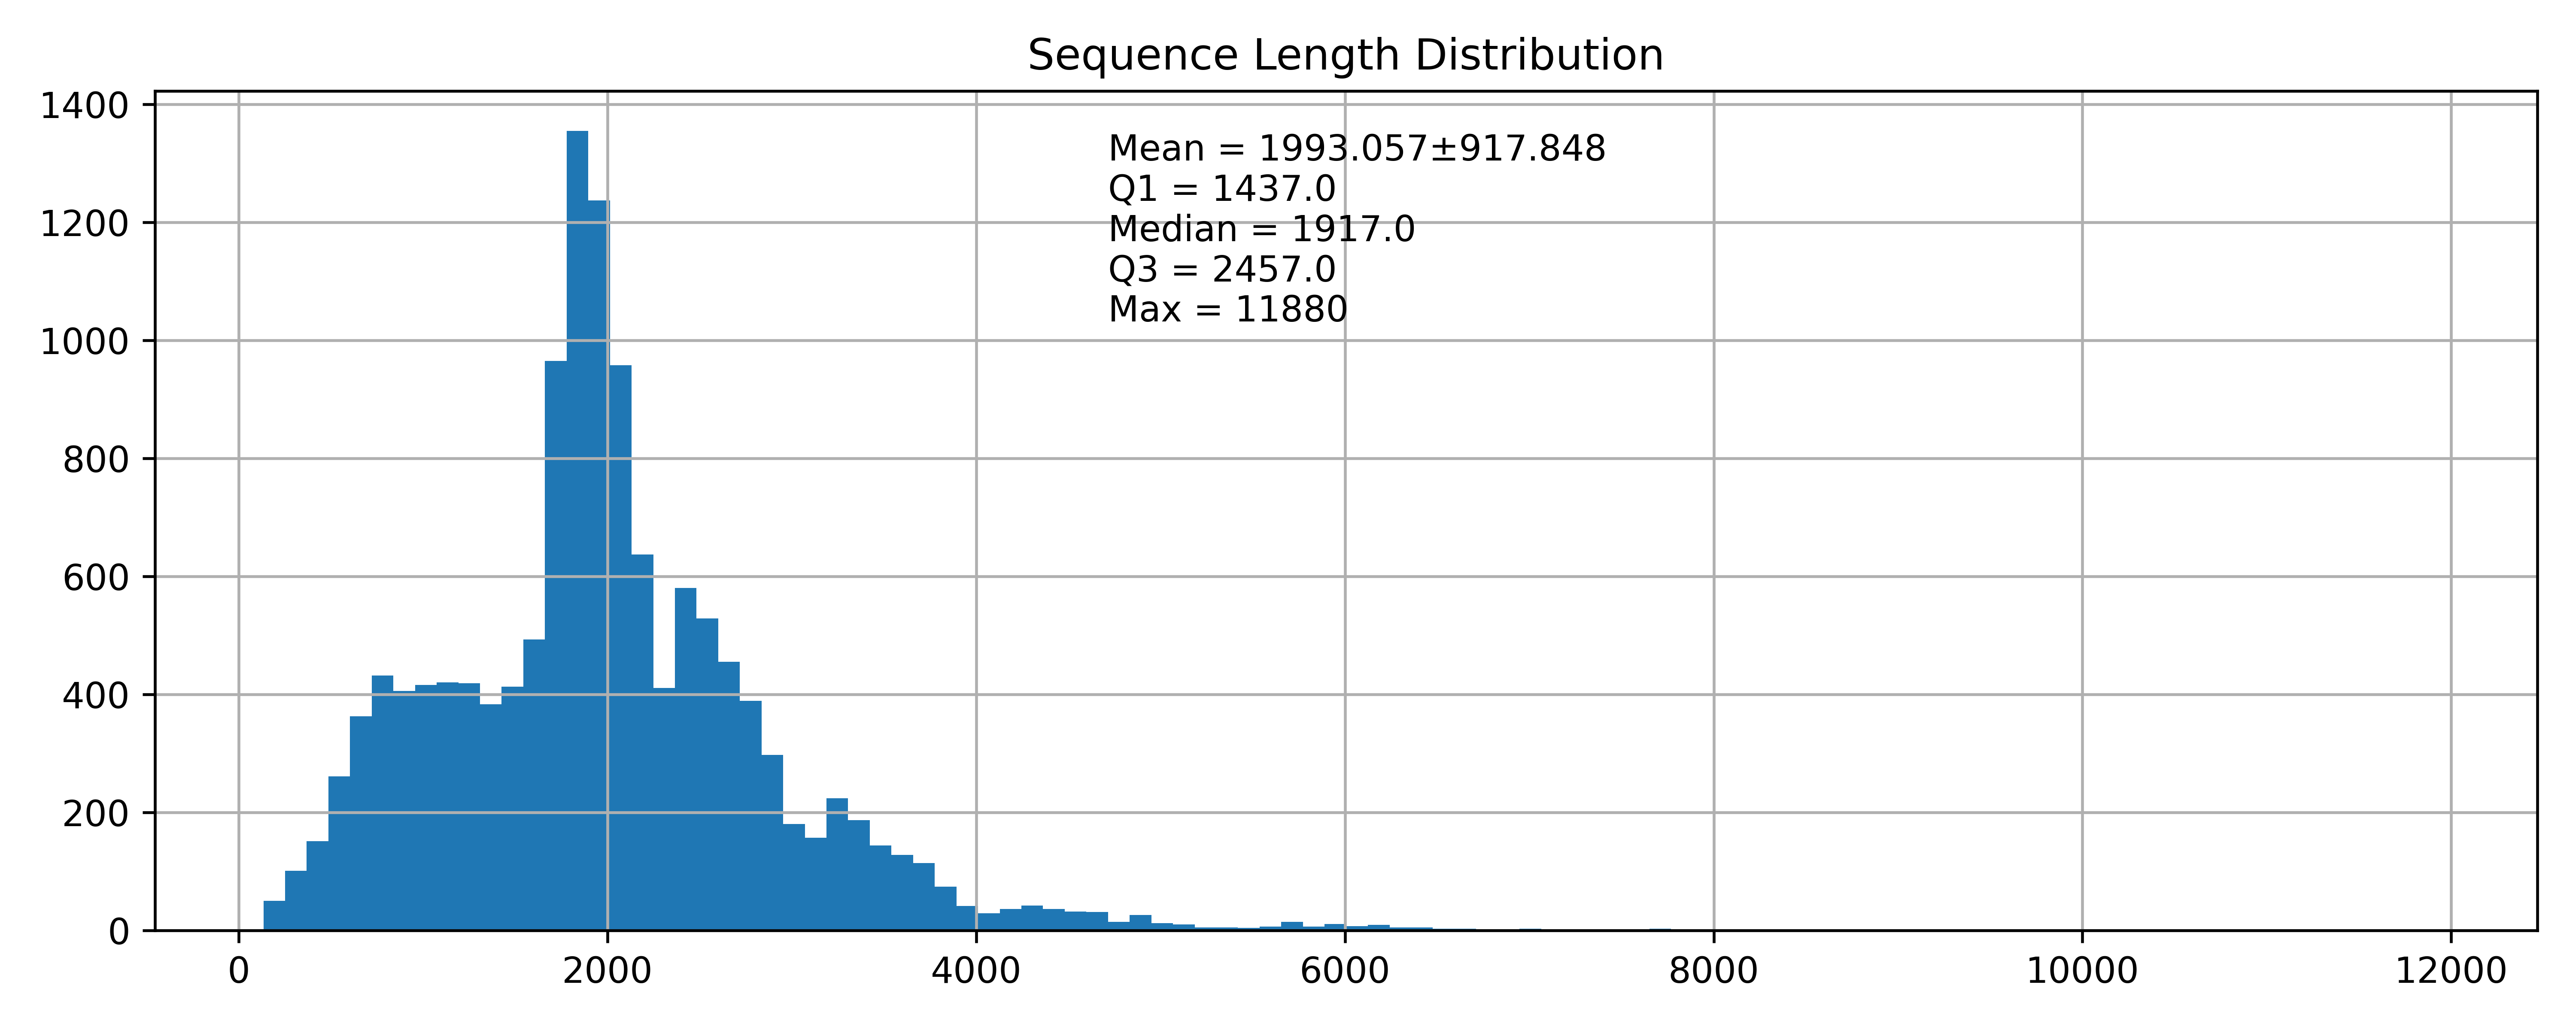 Sequence Length Distribution
1400
1200
1000
800
600
400
200
0
Mean = 1993.057±917.848
Q1 = 1437.0
Median = 1917.0
Q3 = 2457.0
Max = 11880
0 2000 4000 6000 8000 10000 12000